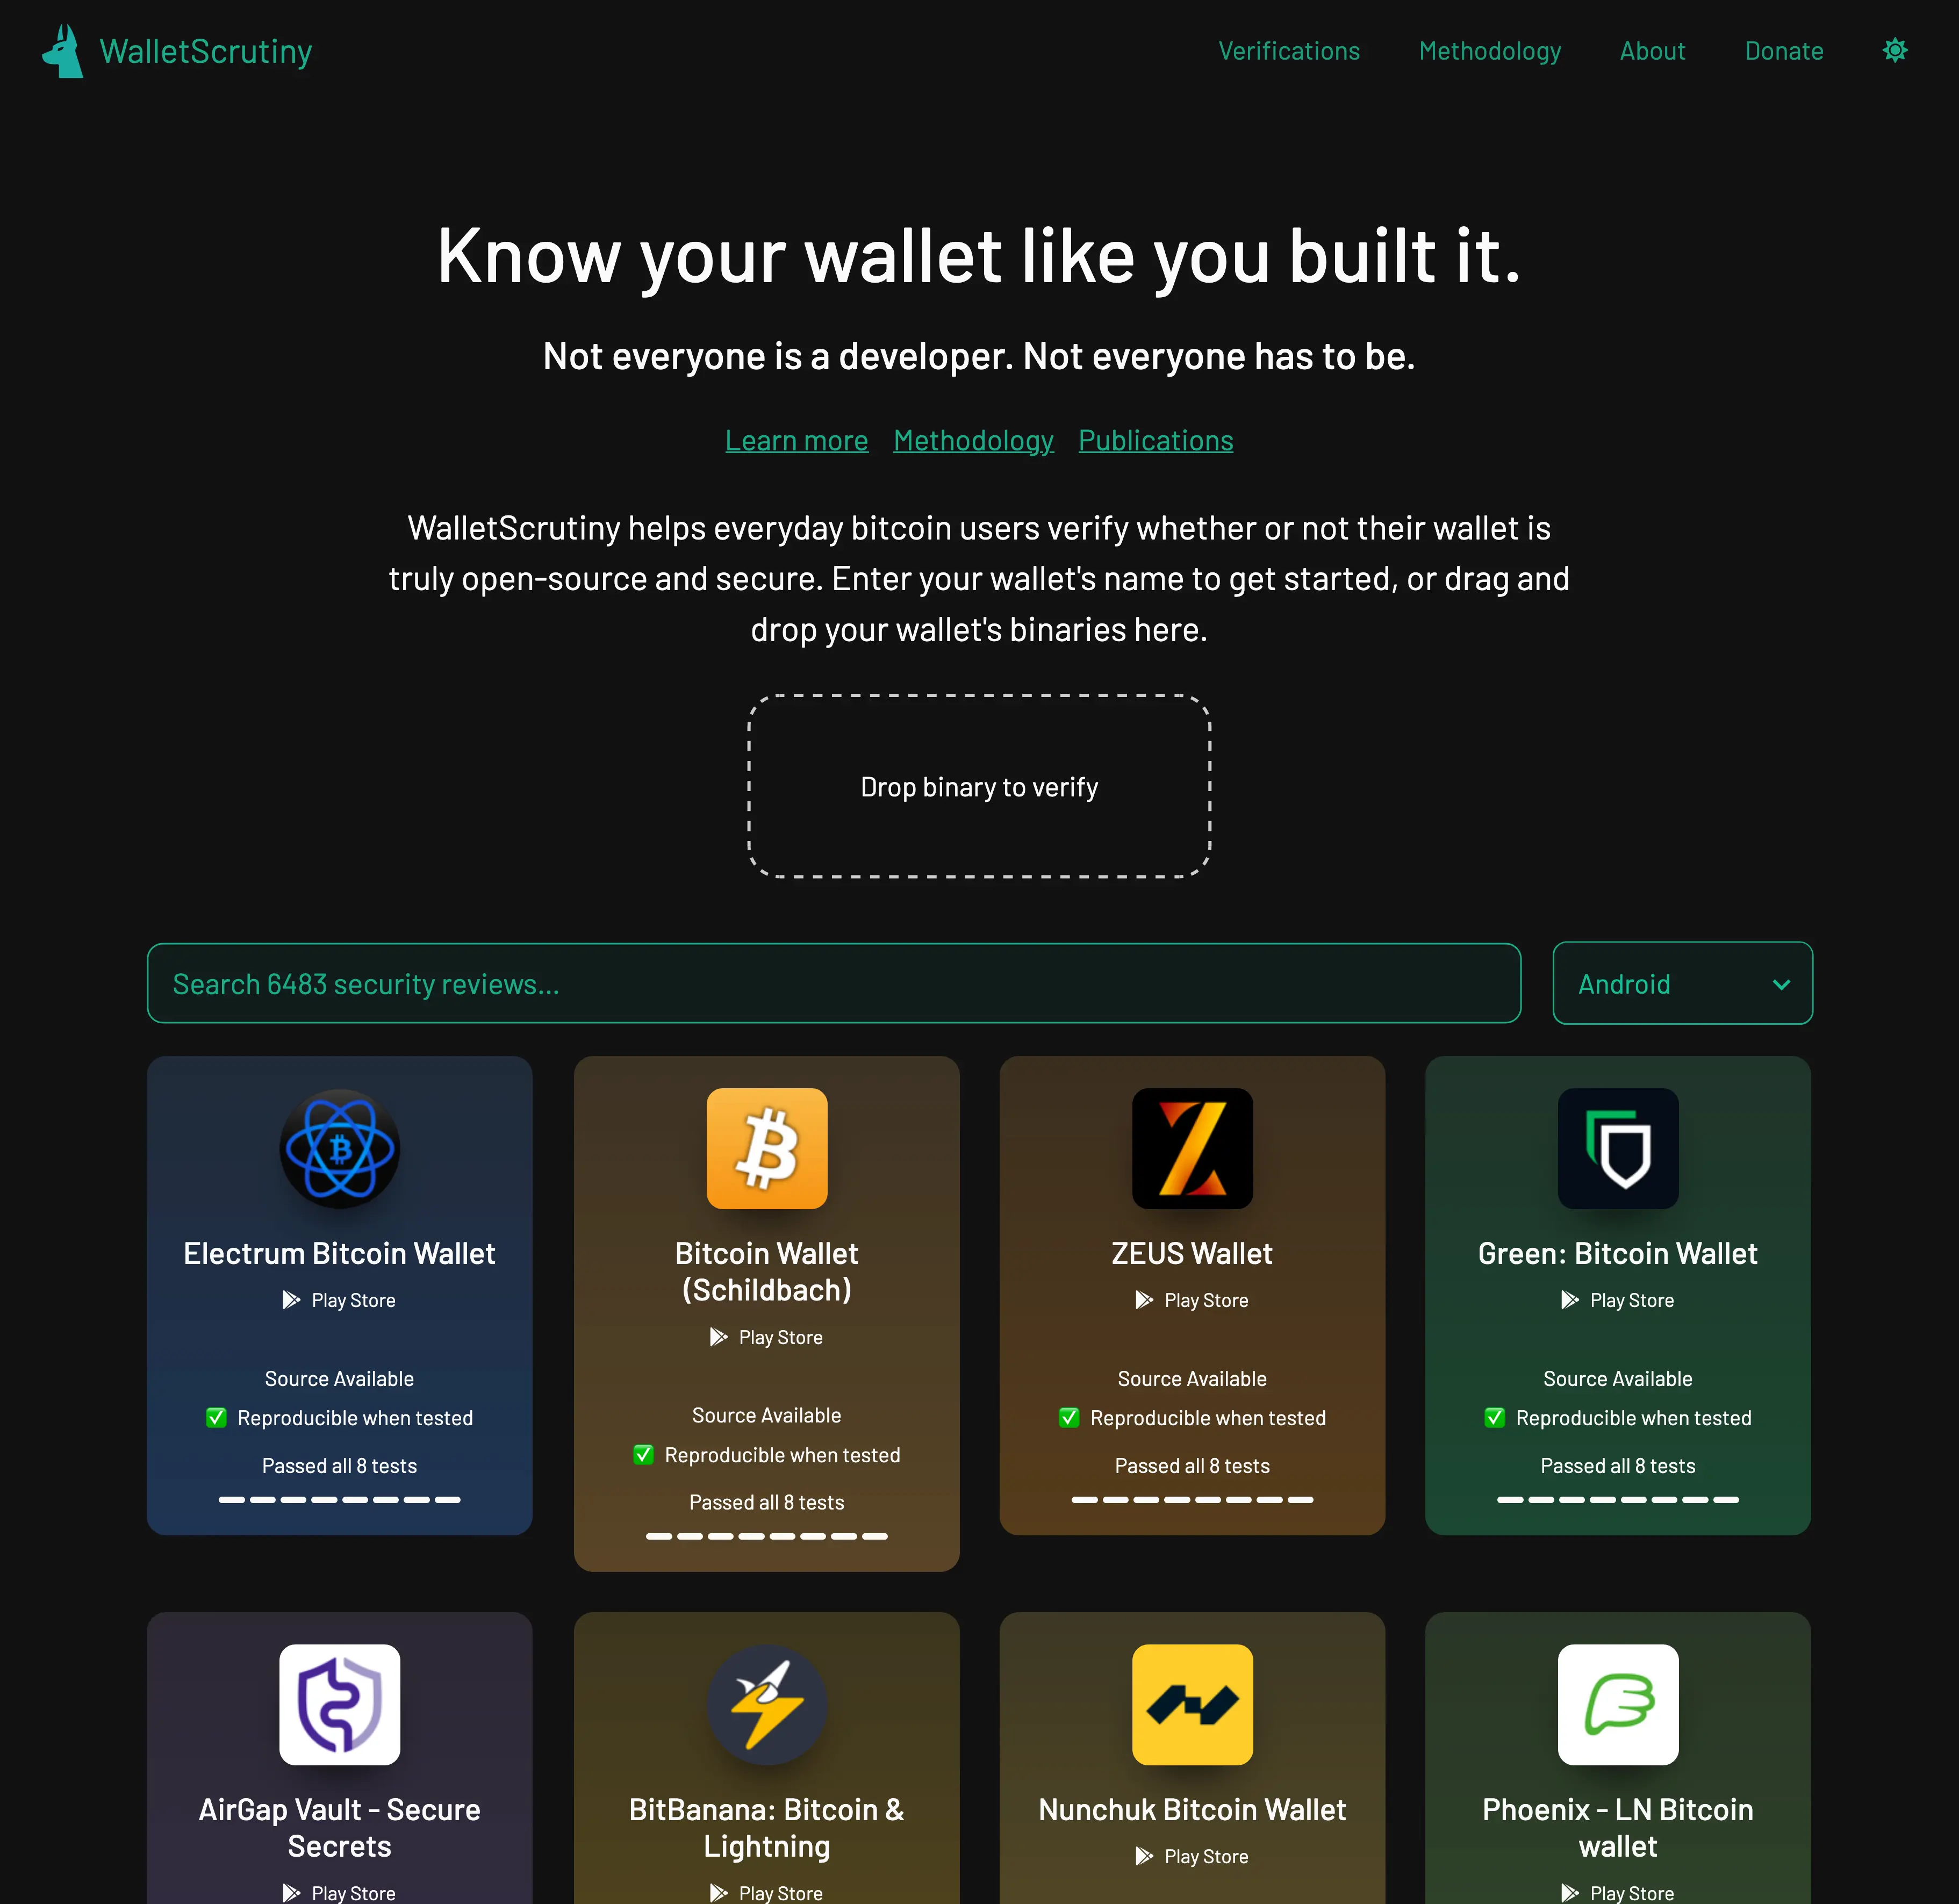 WalletScrutiny
Verifications Methodology About Donate
Know your wallet like you built it.
Not everyone is a developer. Not everyone has to be.
Learn more Methodology Publications
WalletScrutiny helps everyday bitcoin users verify whether or not their wallet is
truly open-source and secure. Enter your wallet's name to get started, or drag and
drop your wallet's binaries here.
Drop binary to verify
Search 6483 security reviews...
Android
Electrum Bitcoin Wallet
Play Store
Source Available
✅ Reproducible when tested
Passed all 8 tests
Bitcoin Wallet
(Schildbach)
Play Store
Source Available
✅ Reproducible when tested
Passed all 8 tests
ZEUS Wallet
Play Store
Source Available
✅ Reproducible when tested
Passed all 8 tests
Green: Bitcoin Wallet
Play Store
Source Available
✅ Reproducible when tested
Passed all 8 tests
AirGap Vault - Secure
Secrets
Play Store
BitBanana: Bitcoin &
Lightning
Play Store
Nunchuk Bitcoin Wallet
Play Store
Phoenix - LN Bitcoin
wallet
Play Store